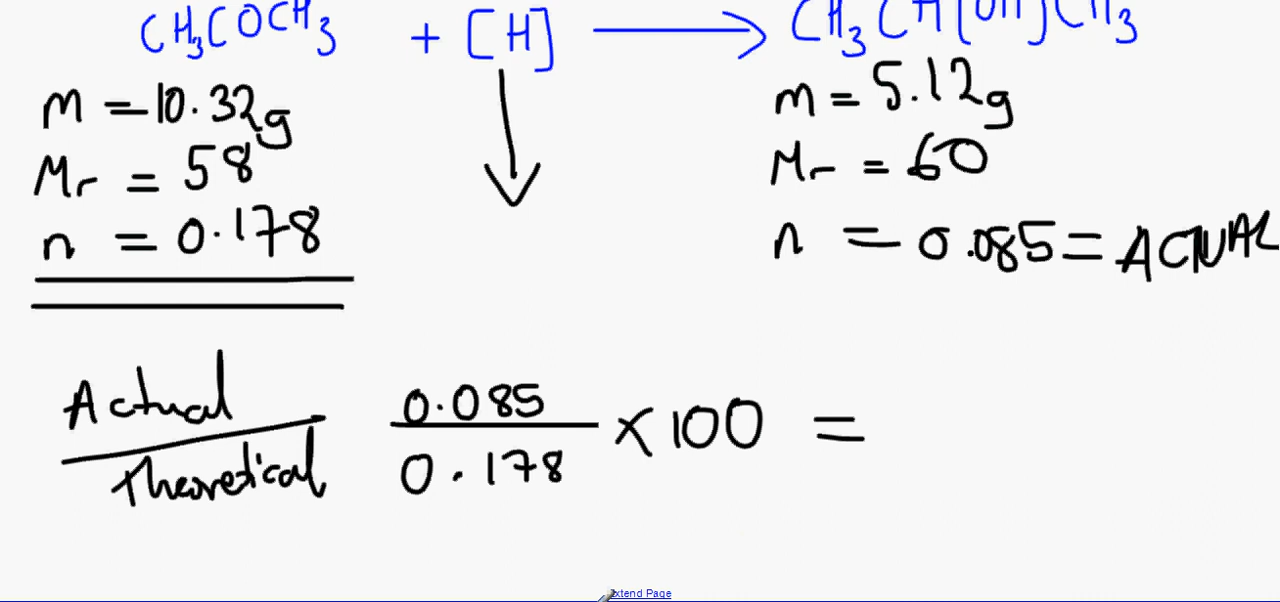 CH₃COCH₃ + [H] ⟶ CH₃CH(OH)CH₃
m = 10.32g
Mr = 58
n = 0.178
m = 5.12g
Mr = 60
n = 0.085 = ACTUAL
Actual
Theoretical
0.085
0.178
× 100 =
Extend Page